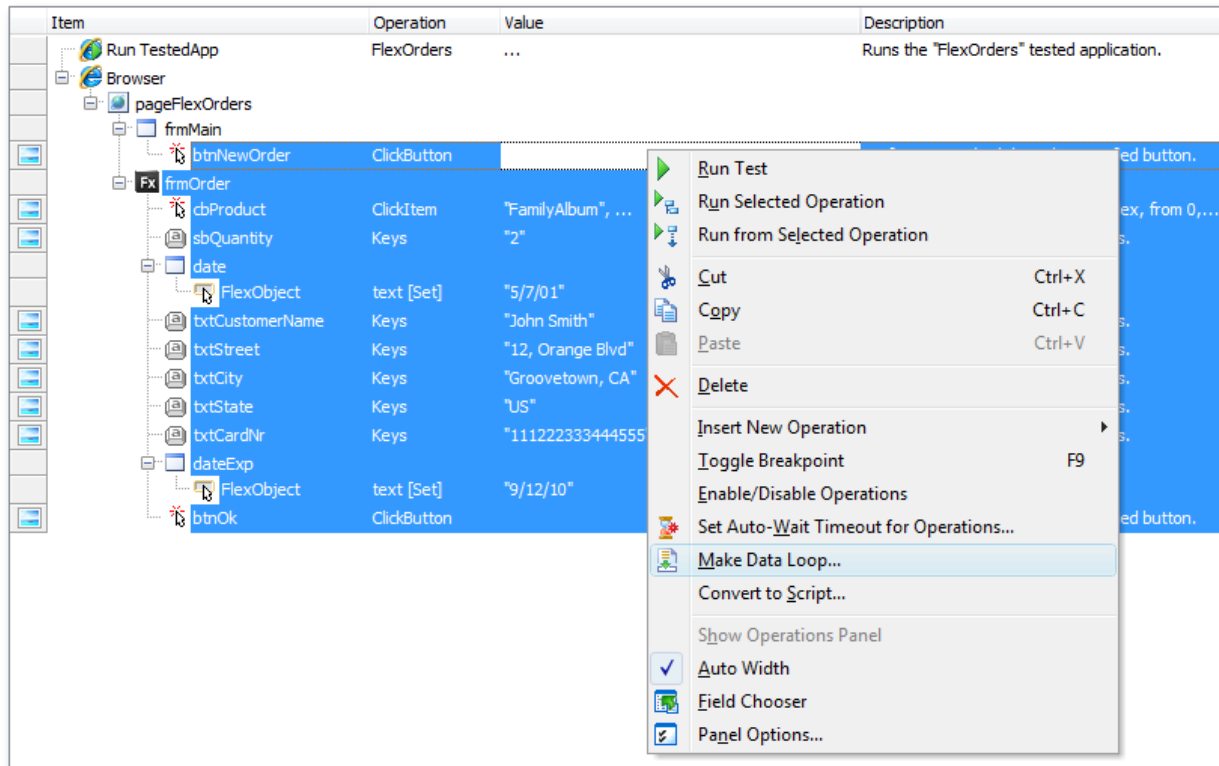 Item Operation Value Description
Run TestedApp FlexOrders ... Runs the "FlexOrders" tested application.
Browser
pageFlexOrders
frmMain
btnNewOrder ClickButton button.
Fx frmOrder
cbProduct ClickItem "FamilyAlbum", ... ex, from 0,...
sbQuantity Keys "2" s.
date
FlexObject text [Set] "5/7/01"
txtCustomerName Keys "John Smith" s.
txtStreet Keys "12, Orange Blvd" s.
txtCity Keys "Groovetown, CA" s.
txtState Keys "US" s.
txtCardNr Keys "111222333444555 s.
dateExp
FlexObject text [Set] "9/12/10"
btnOk ClickButton ed button.
Run Test
Run Selected Operation
Run from Selected Operation
Cut Ctrl+X
Copy Ctrl+C
Paste Ctrl+V
Delete
Insert New Operation
Toggle Breakpoint F9
Enable/Disable Operations
Set Auto-Wait Timeout for Operations...
Make Data Loop...
Convert to Script...
Show Operations Panel
Auto Width
Field Chooser
Panel Options...